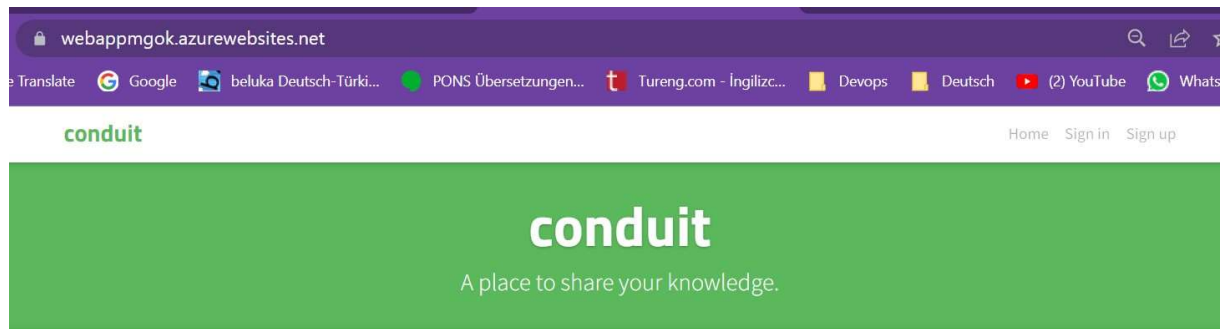 webappmgok.azurewebsites.net
e Translate Google beluka Deutsch-Türki... PONS Übersetzungen... Tureng.com - İngilizc... Devops Deutsch (2) YouTube Whats
conduit Home Sign in Sign up
conduit
A place to share your knowledge.